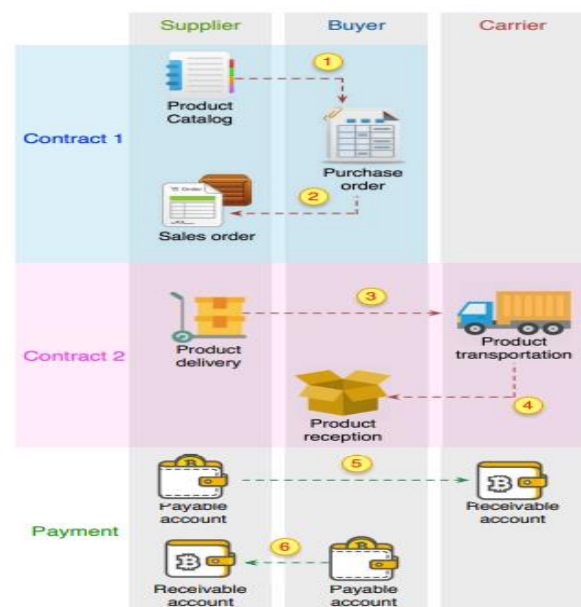 Supplier Buyer Carrier
1
Product
Catalog
Contract 1
Purchase
order
2
Sales order
3
Product
delivery
Product
transportation
Contract 2
4
Product
reception
5
Payable
account
Receivable
account
Payment
6
Receivable
account
Payable
account